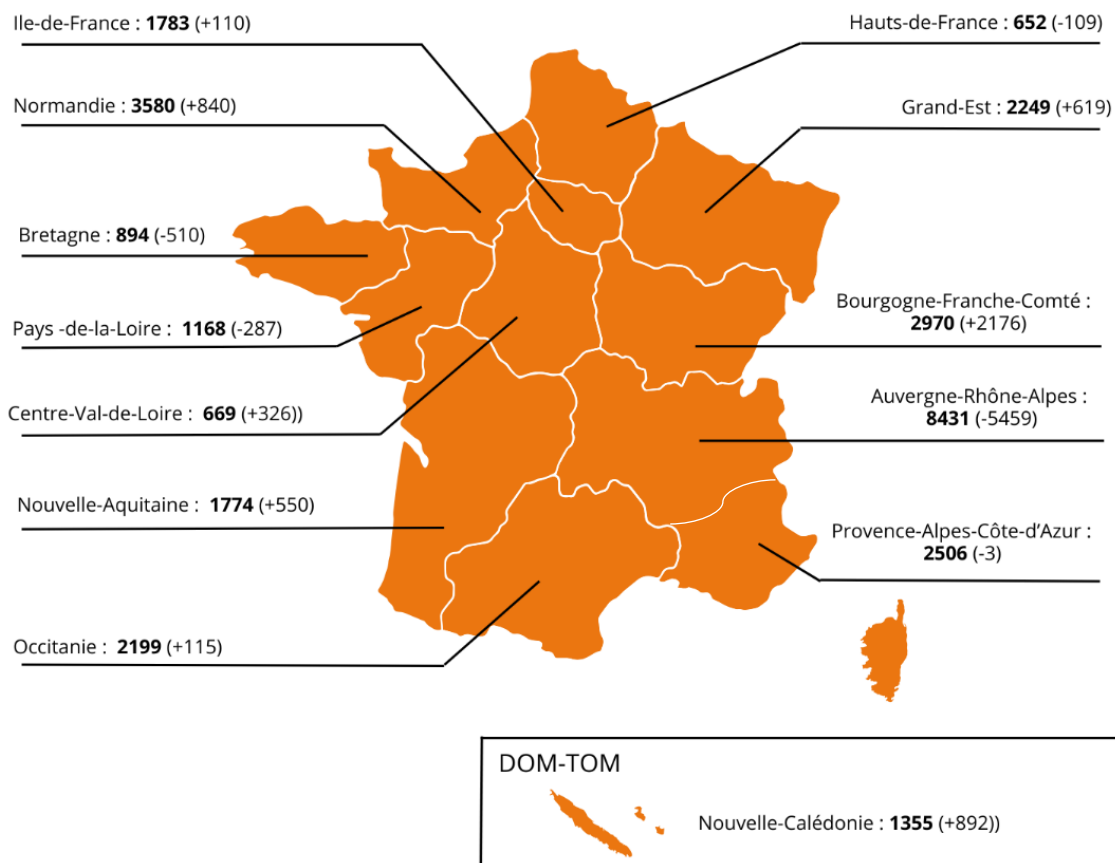 Ile-de-France : 1783 (+110)
Hauts-de-France : 652 (-109)
Normandie : 3580 (+840)
Grand-Est : 2249 (+619)
Bretagne : 894 (-510)
Bourgogne-Franche-Comté :
2970 (+2176)
Pays -de-la-Loire : 1168 (-287)
Auvergne-Rhône-Alpes :
8431 (-5459)
Centre-Val-de-Loire : 669 (+326))
Nouvelle-Aquitaine : 1774 (+550)
Provence-Alpes-Côte-d'Azur :
2506 (-3)
Occitanie : 2199 (+115)
DOM-TOM
Nouvelle-Calédonie : 1355 (+892))